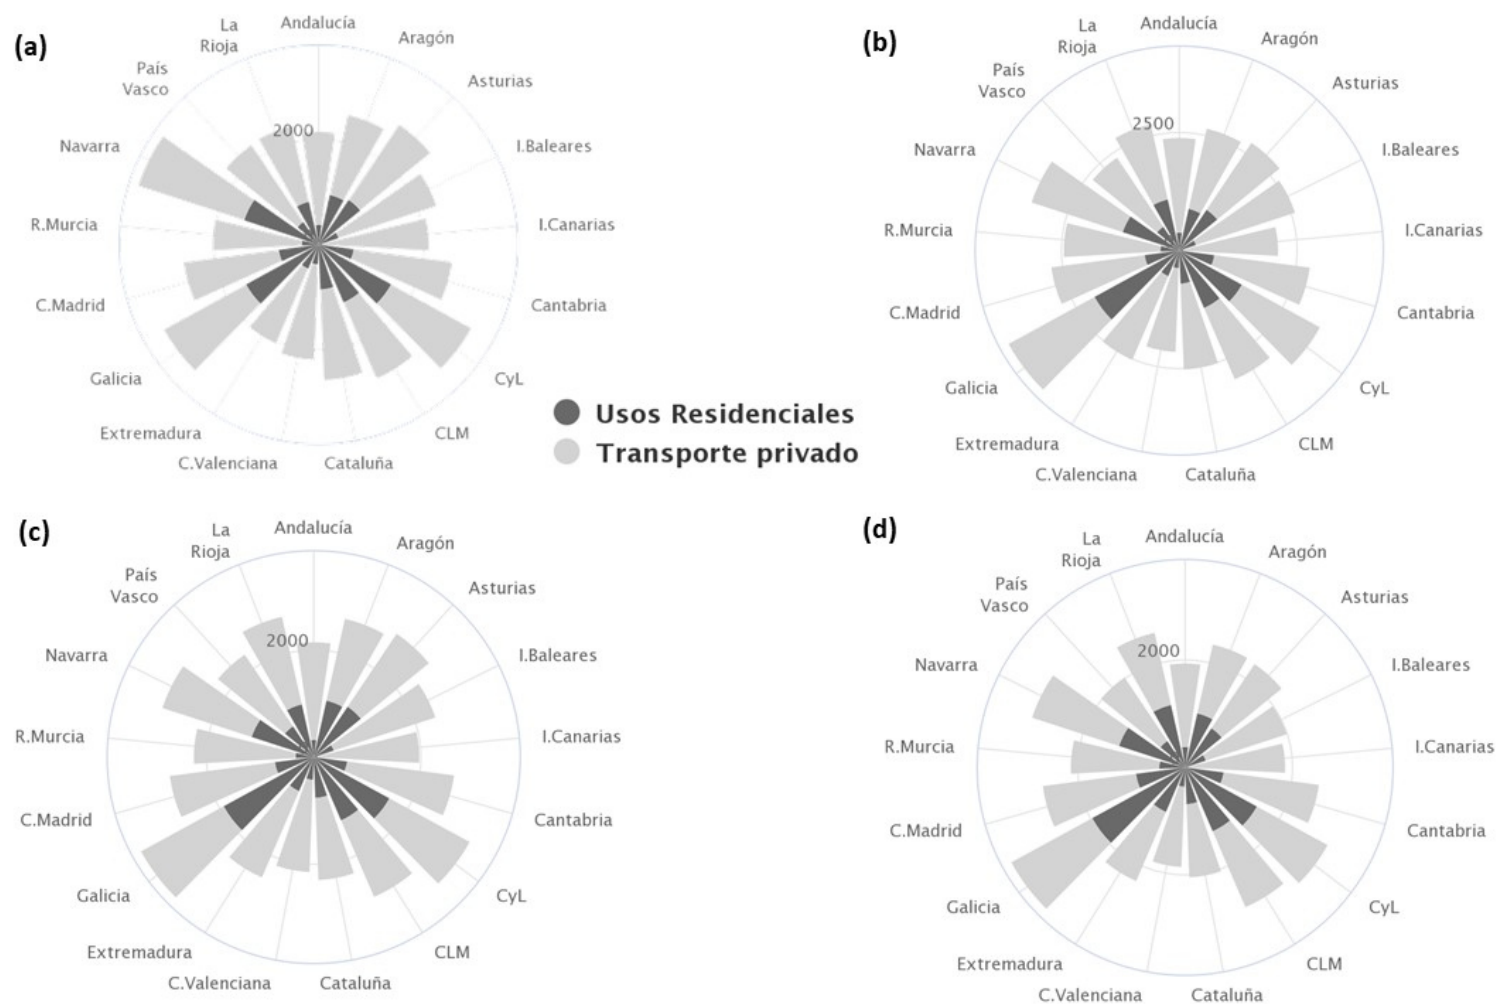 (a)
Andalucía
Aragón
Asturias
I.Baleares
I.Canarias
Cantabria
CyL
CLM
Cataluña
C.Valenciana
Extremadura
Galicia
C.Madrid
R.Murcia
Navarra
País
Vasco
La
Rioja
2000
(b)
Andalucía
Aragón
Asturias
I.Baleares
I.Canarias
Cantabria
CyL
CLM
Cataluña
C.Valenciana
Extremadura
Galicia
C.Madrid
R.Murcia
Navarra
País
Vasco
La
Rioja
2500
Usos Residenciales
Transporte privado
(c)
Andalucía
Aragón
Asturias
I.Baleares
I.Canarias
Cantabria
CyL
CLM
Cataluña
C.Valenciana
Extremadura
Galicia
C.Madrid
R.Murcia
Navarra
País
Vasco
La
Rioja
2000
(d)
Andalucía
Aragón
Asturias
I.Baleares
I.Canarias
Cantabria
CyL
CLM
Cataluña
C.Valenciana
Extremadura
Galicia
C.Madrid
R.Murcia
Navarra
País
Vasco
La
Rioja
2000